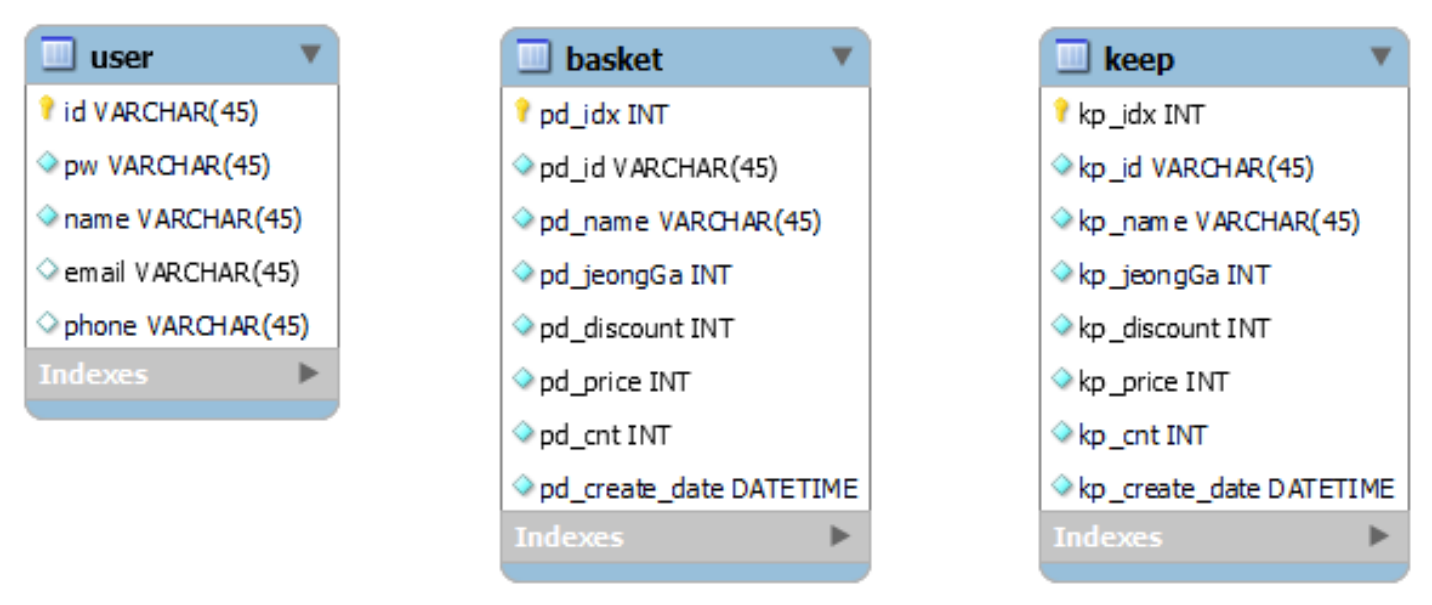 user
id VARCHAR(45)
pw VARCHAR(45)
name VARCHAR(45)
email VARCHAR(45)
phone VARCHAR(45)
Indexes
basket
pd_idx INT
pd_id VARCHAR(45)
pd_name VARCHAR(45)
pd_jeongGa INT
pd_discount INT
pd_price INT
pd_cnt INT
pd_create_date DATETIME
Indexes
keep
kp_idx INT
kp_id VARCHAR(45)
kp_name VARCHAR(45)
kp_jeongGa INT
kp_discount INT
kp_price INT
kp_cnt INT
kp_create_date DATETIME
Indexes